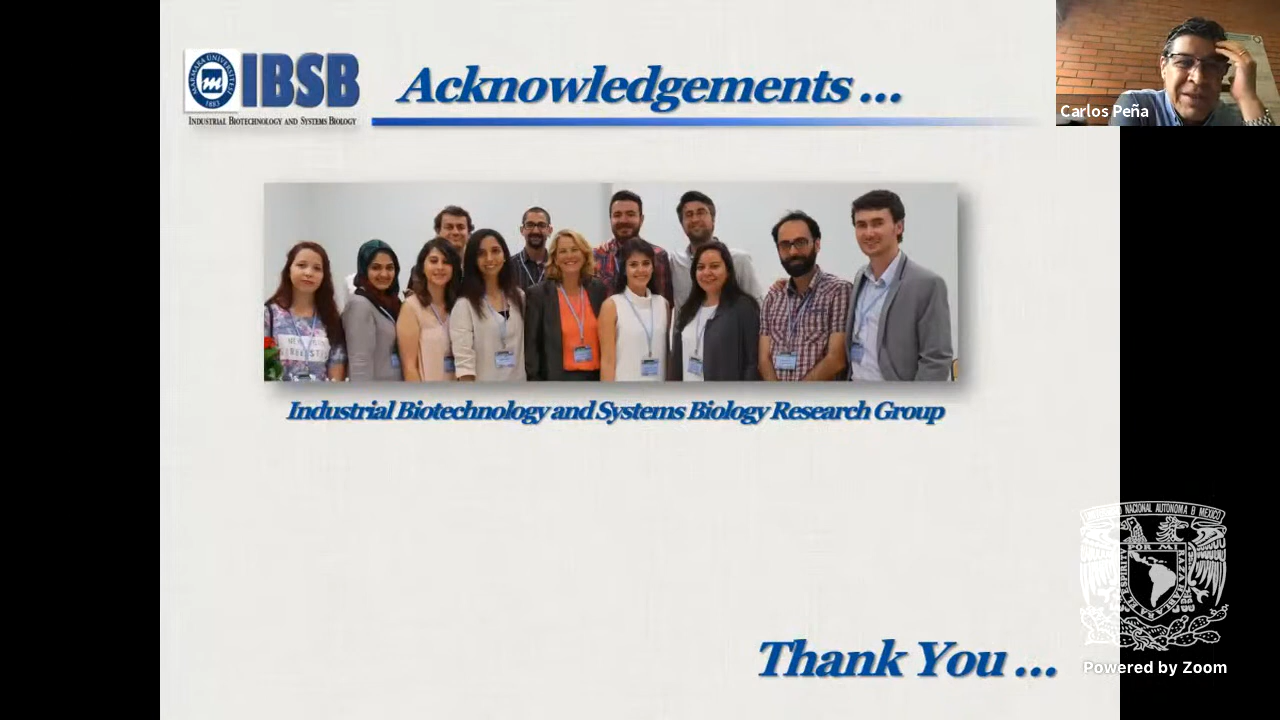 IBSB
INDUSTRIAL BIOTECHNOLOGY AND SYSTEMS BIOLOGY
Acknowledgements ...
Carlos Peña
Industrial Biotechnology and Systems Biology Research Group
Thank You ...
Powered by Zoom